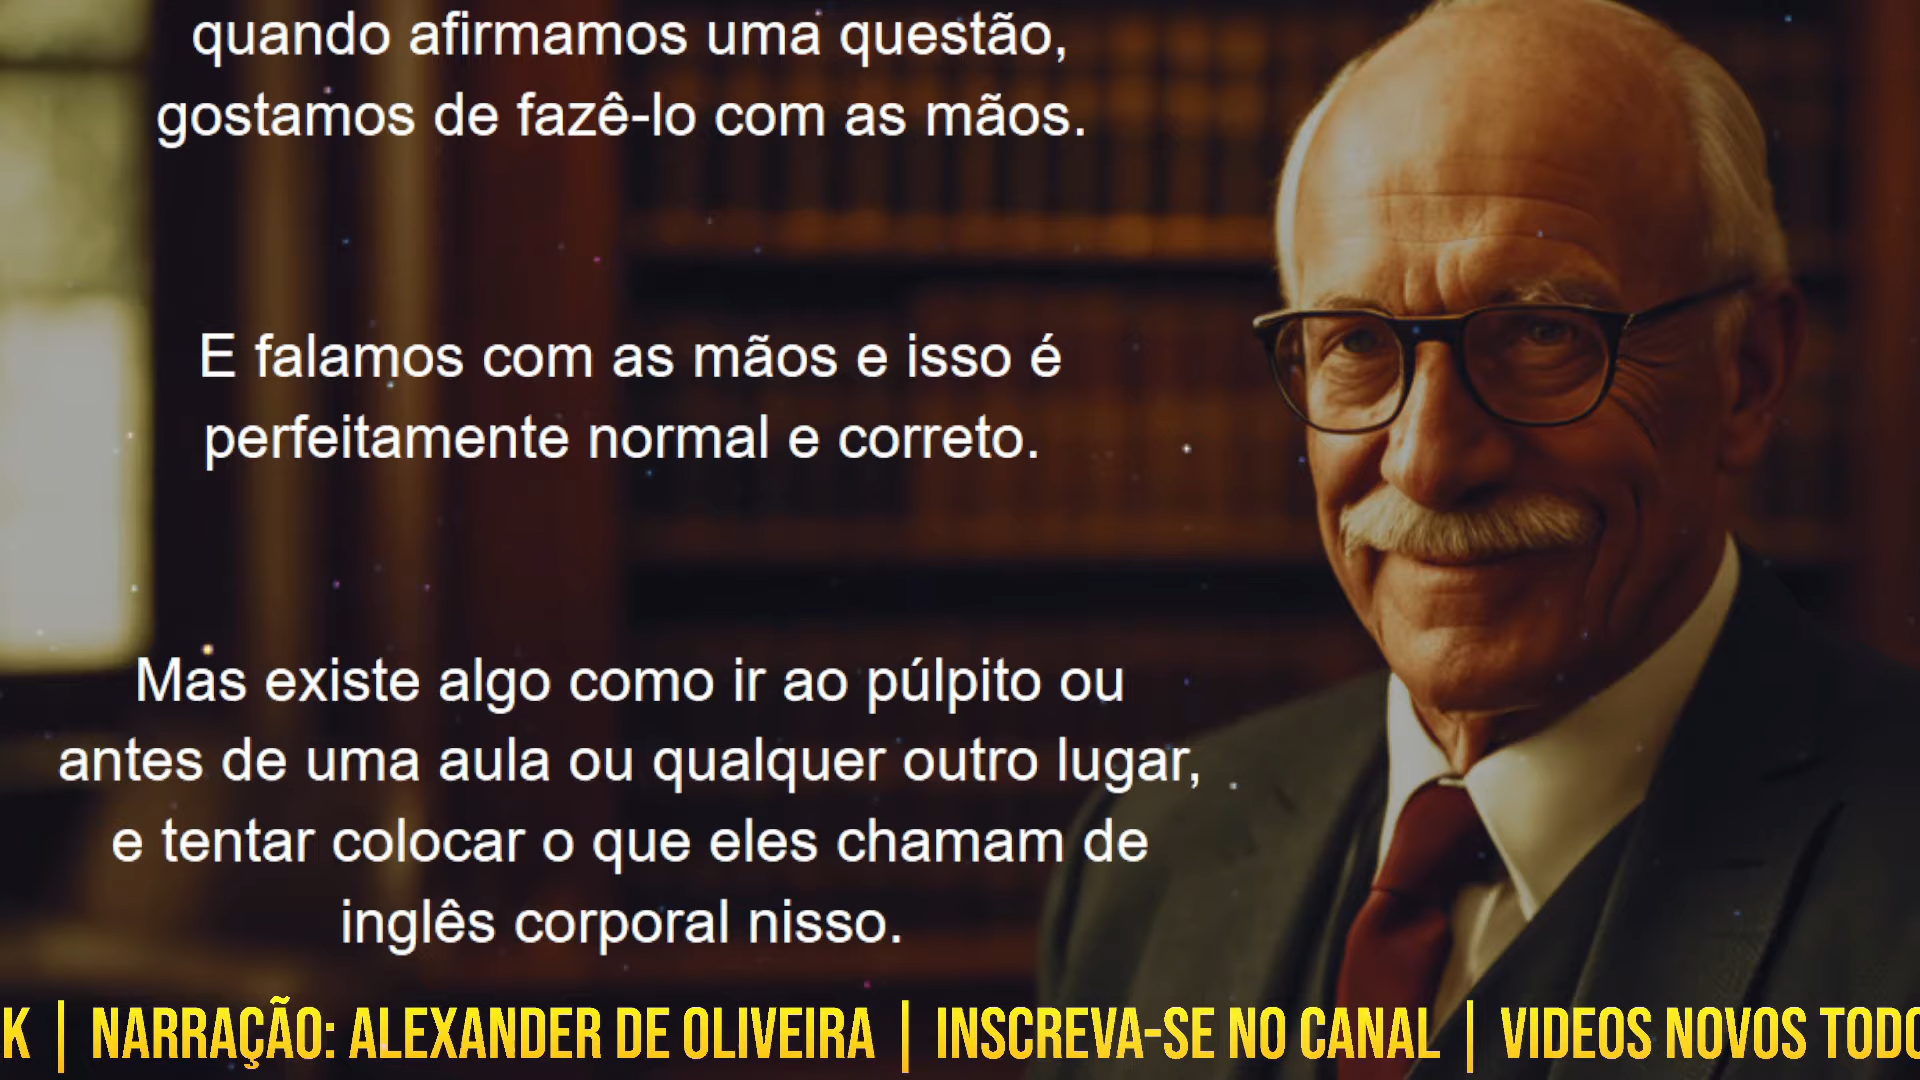 quando afirmamos uma questão,
gostamos de fazê-lo com as mãos.
E falamos com as mãos e isso é
perfeitamente normal e correto.
Mas existe algo como ir ao púlpito ou
antes de uma aula ou qualquer outro lugar,
e tentar colocar o que eles chamam de
inglês corporal nisso.
K | NARRAÇÃO: ALEXANDER DE OLIVEIRA | INSCREVA-SE NO CANAL | VIDEOS NOVOS TODO